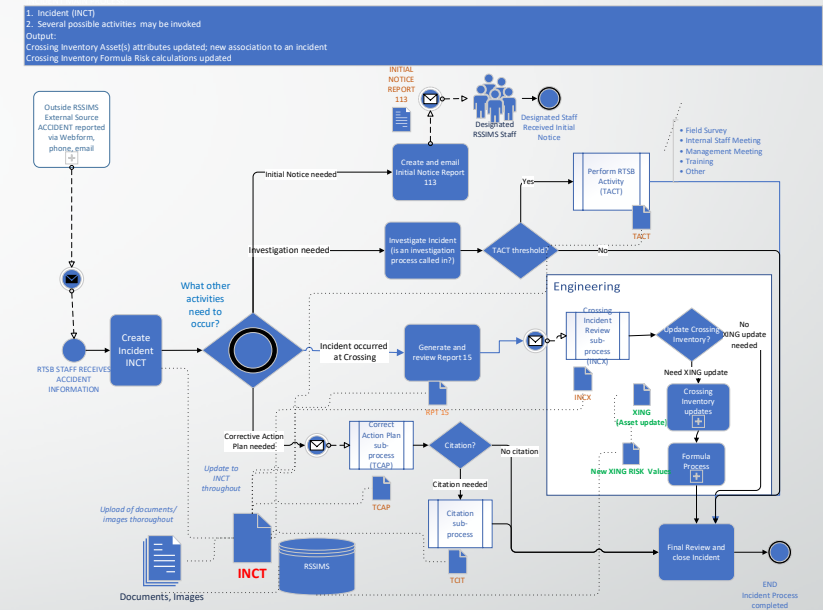 1. Incident (INCT)
2. Several possible activities may be invoked
Output:
Crossing Inventory Asset(s) attributes updated; new association to an incident
Crossing Inventory Formula Risk calculations updated
Outside RSSIMS
External Source
ACCIDENT reported
via Webform,
phone, email
INITIAL
NOTICE
REPORT
113
Designated
RSSIMS Staff
Designated Staff
Received Initial
Notice
• Field Survey
• Internal Staff Meeting
• Management Meeting
• Training
• Other
Initial Notice needed
Create and email
Initial Notice Report
113
Yes
Perform RTSB
Activity
(TACT)
TACT
Investigation needed
Investigate Incident
(is an investigation
process called in?)
TACT threshold?
No
What other
activities
need to
occur?
Engineering
Create
Incident
INCT
RTSB STAFF RECEIVES
ACCIDENT
INFORMATION
Incident occurred
at Crossing
Generate and
review Report 15
RPT 15
Crossing
Incident
Review
sub-
process
(INCX)
INCX
Update Crossing
Inventory?
No
XING update
needed
Need XING update
Crossing
Inventory
updates
XING
(Asset update)
Formula
Process
New XING RISK Value
Corrective Action
Plan needed
Correct
Action Plan
sub-
process
(TCAP)
TCAP
Citation?
No citation
Citation needed
Citation
sub-
process
TCIT
Update to
INCT
throughout
Upload of documents/
images thoroughout
Documents, Images
INCT
RSSIMS
Final Review and
close Incident
END
Incident Process
completed